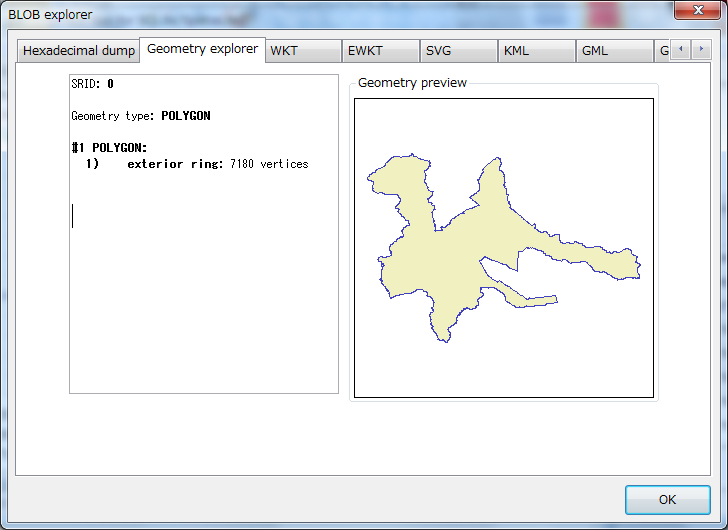 BLOB explorer
Hexadecimal dump
Geometry explorer
WKT
EWKT
SVG
KML
GML
G
SRID: 0
Geometry type: POLYGON
#1 POLYGON:
1) exterior ring: 7180 vertices
Geometry preview
OK